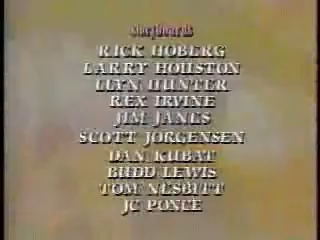 Storyboards
RICK HOBERG
LARRY HOUSTON
LLYN HUNTER
REX IRVINE
JIM JANES
SCOTT JORGENSEN
DAN KUBAT
BUDD LEWIS
TOM NESBITT
JC PONCE